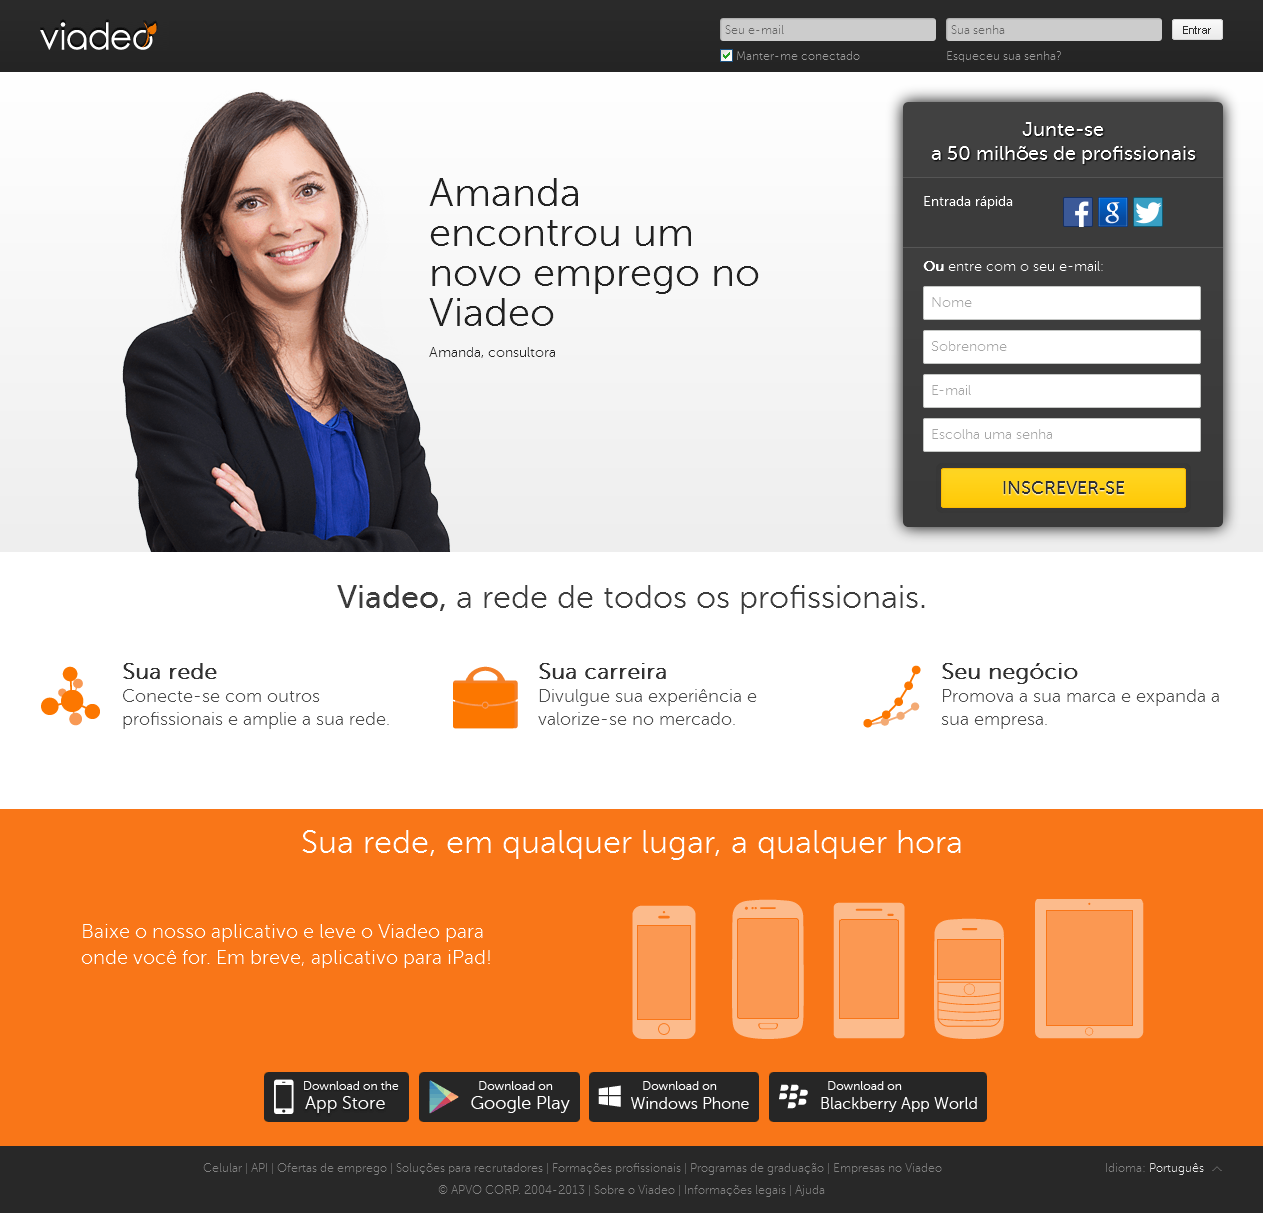 viadeo
Seu e-mail
Sua senha
Entrar
Manter-me conectado
Esqueceu sua senha?
Amanda
encontrou um
novo emprego no
Viadeo
Amanda, consultora
Junte-se
a 50 milhões de profissionais
Entrada rápida
f g
Ou entre com o seu e-mail:
Nome
Sobrenome
E-mail
Escolha uma senha
INSCREVER-SE
Viadeo, a rede de todos os profissionais.
Sua rede
Conecte-se com outros
profissionais e amplie a sua rede.
Sua carreira
Divulgue sua experiência e
valorize-se no mercado.
Seu negócio
Promova a sua marca e expanda a
sua empresa.
Sua rede, em qualquer lugar, a qualquer hora
Baixe o nosso aplicativo e leve o Viadeo para
onde você for. Em breve, aplicativo para iPad!
Download on the
App Store
Download on
Google Play
Download on
Windows Phone
Download on
Blackberry App World
Celular | API | Ofertas de emprego | Soluções para recrutadores | Formações profissionais | Programas de graduação | Empresas no Viadeo
Idioma: Português
© APVO CORP. 2004-2013 | Sobre o Viadeo | Informações legais | Ajuda